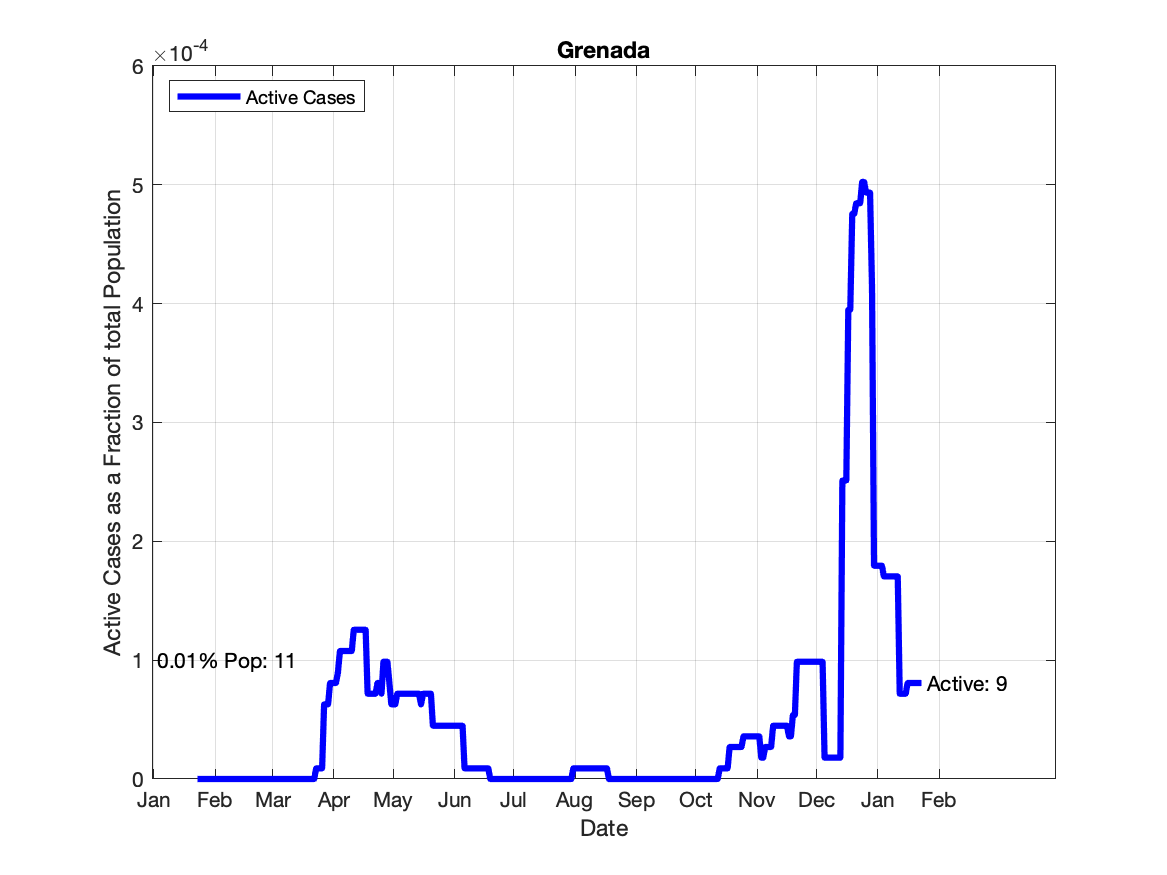 Grenada
×10-4
Active Cases
6
5
4
3
2
1
0
Active Cases as a Fraction of total Population
0.01% Pop: 11
Active: 9
Jan Feb Mar Apr May Jun Jul Aug Sep Oct Nov Dec Jan Feb
Date